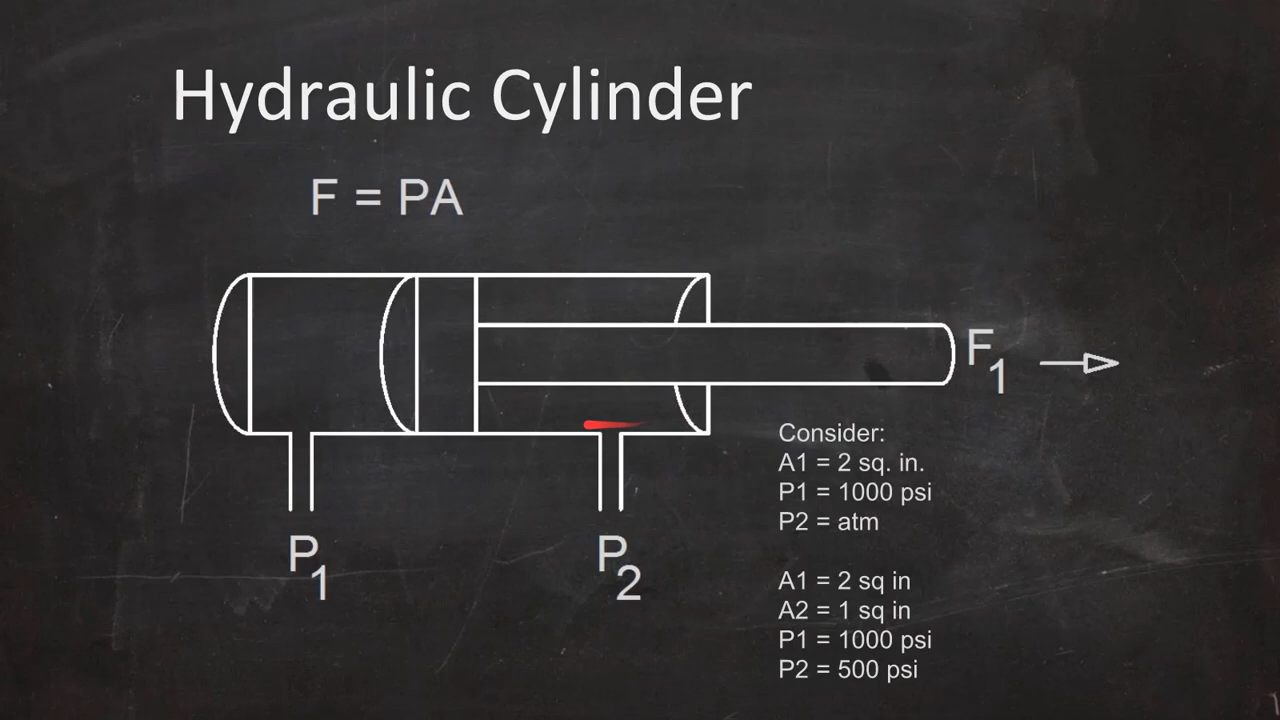 Hydraulic Cylinder
F = PA
F1
Consider:
A1 = 2 sq. in.
P1 = 1000 psi
P2 = atm
P1
P2
A1 = 2 sq in
A2 = 1 sq in
P1 = 1000 psi
P2 = 500 psi